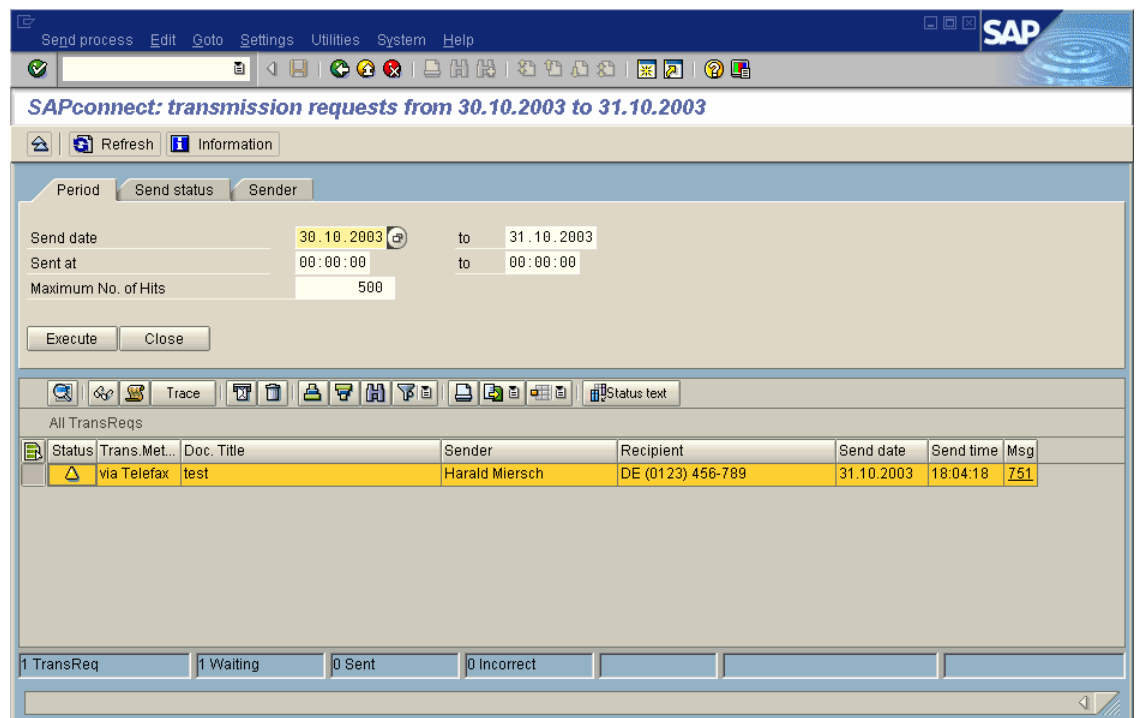 Send process Edit Goto Settings Utilities System Help
SAP
SAPconnect: transmission requests from 30.10.2003 to 31.10.2003
Refresh Information
Period Send status Sender
Send date 30.10.2003 to 31.10.2003
Sent at 00:00:00 to 00:00:00
Maximum No. of Hits 500
Execute Close
Trace Status text
All TransReqs
Status Trans.Met... Doc. Title Sender Recipient Send date Send time Msg
via Telefax test Harald Miersch DE (0123) 456-789 31.10.2003 18:04:18 751
1 TransReq 1 Waiting 0 Sent 0 Incorrect